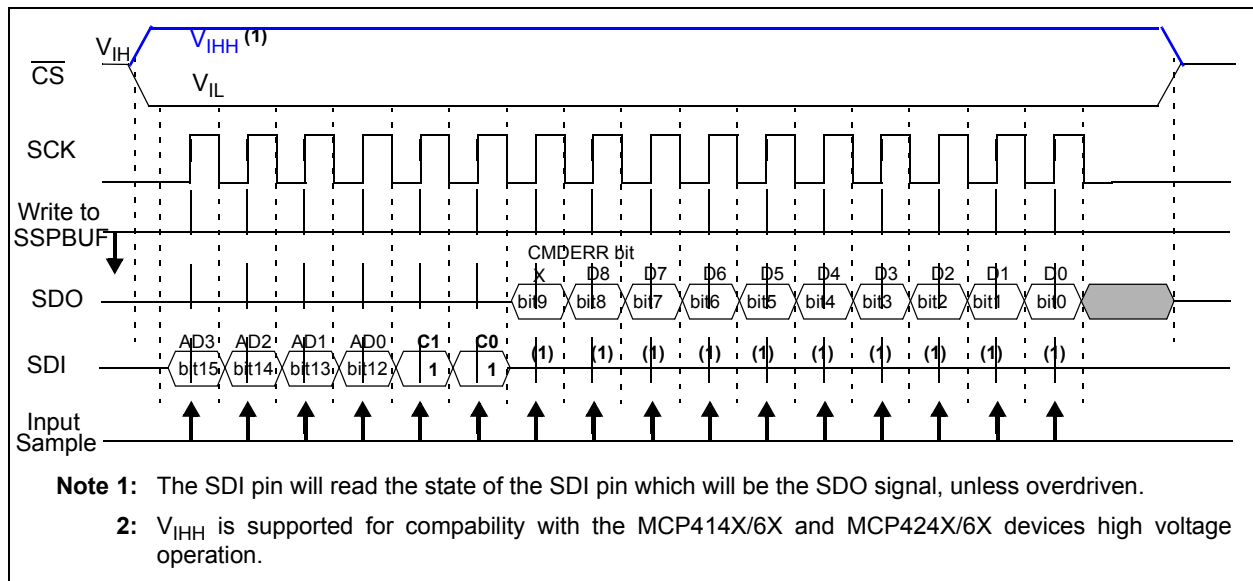 VIH
VIHH (1)
CS
VIL
SCK
Write to
SSPBUF
CMDERR bit
X D8 D7 D6 D5 D4 D3 D2 D1 D0
SDO
bit9 bit8 bit7 bit6 bit5 bit4 bit3 bit2 bit1 bit0
AD3 AD2 AD1 AD0 C1 C0
SDI
bit15 bit14 bit13 bit12 1 1
(1) (1) (1) (1) (1) (1) (1) (1) (1) (1)
Input
Sample
Note 1: The SDI pin will read the state of the SDI pin which will be the SDO signal, unless overdriven.
2: VIHH is supported for compability with the MCP414X/6X and MCP424X/6X devices high voltage
operation.